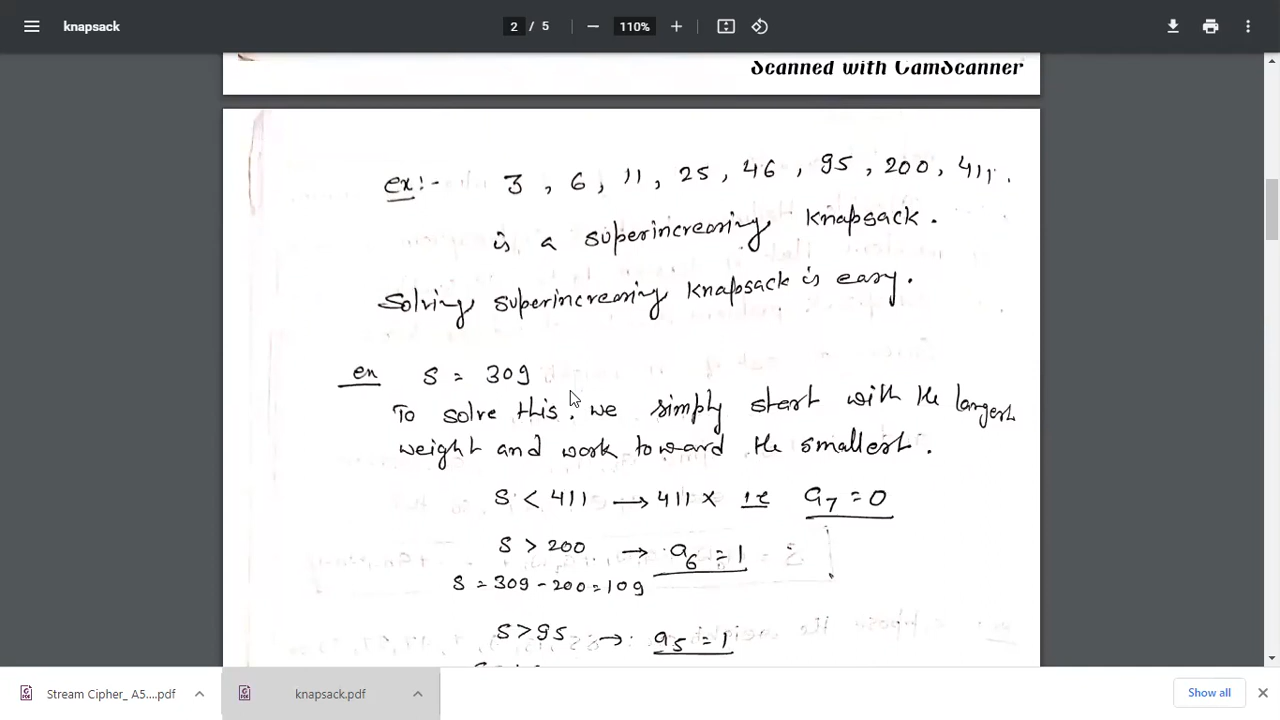 knapsack
2 / 5
110%
Scanned with CamScanner
ex:- 3 , 6 , 11 , 25 , 46 , 95 , 200 , 411 .
is a superincreasing knapsack .
Solving superincreasing knapsack is easy .
ex S = 309
To solve this . we simply start with the largest
weight and work toward the smallest .
S < 411 → 411 x ie a7 = 0
S > 200 → a6 = 1
S = 309 - 200 = 109
S > 95 → a5 = 1
Stream Cipher_ A5....pdf
knapsack.pdf
Show all